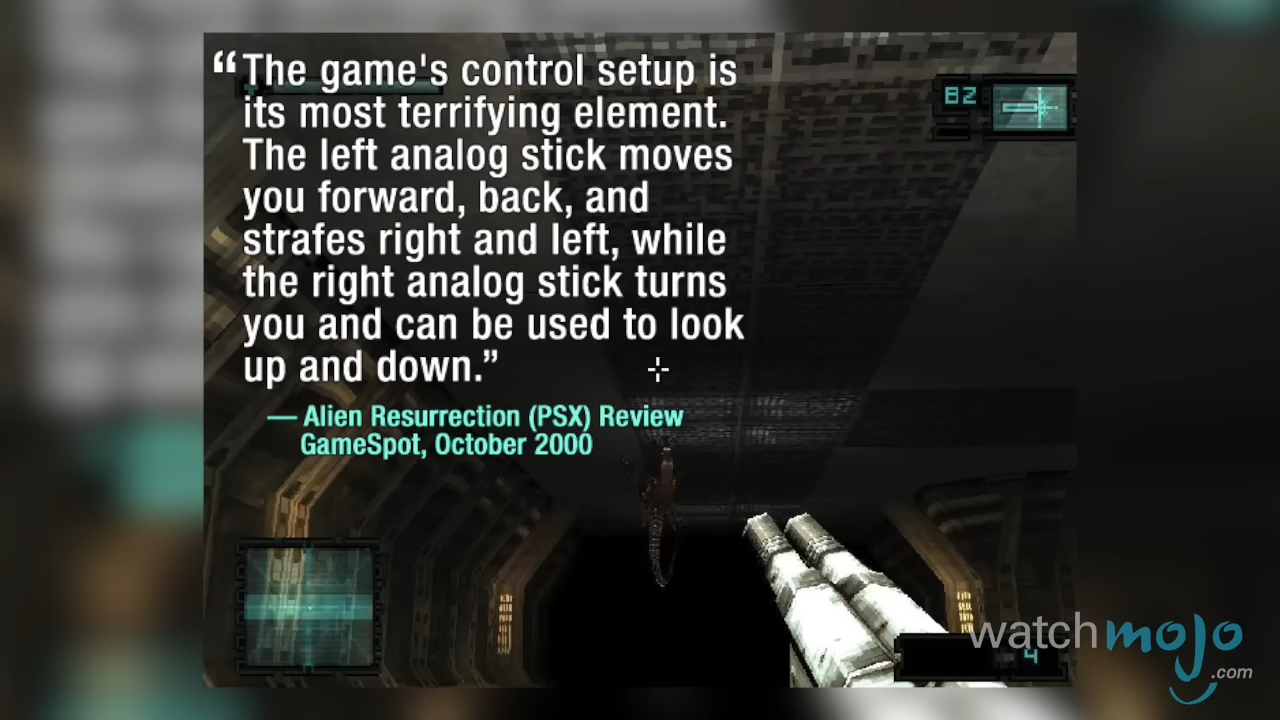 “The game's control setup is
its most terrifying element.
The left analog stick moves
you forward, back, and
strafes right and left, while
the right analog stick turns
you and can be used to look
up and down.”
— Alien Resurrection (PSX) Review
GameSpot, October 2000
82
4
watchmojo
.com